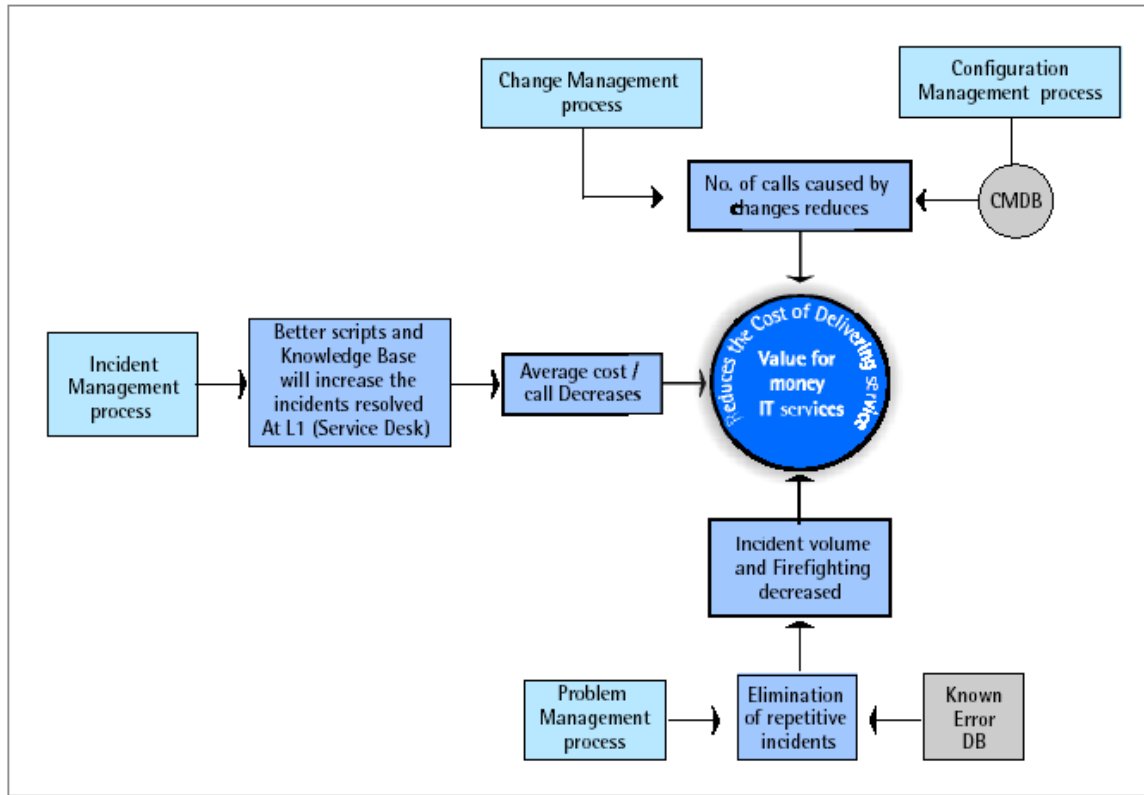 Change Management
process
Configuration
Management process
No. of calls caused by
changes reduces
CMDB
Reduces the Cost of Delivering service
Value for
money
IT services
Incident
Management
process
Better scripts and
Knowledge Base
will increase the
incidents resolved
At L1 (Service Desk)
Average cost /
call Decreases
Incident volume
and Firefighting
decreased
Problem
Management
process
Elimination
of repetitive
incidents
Known
Error
DB